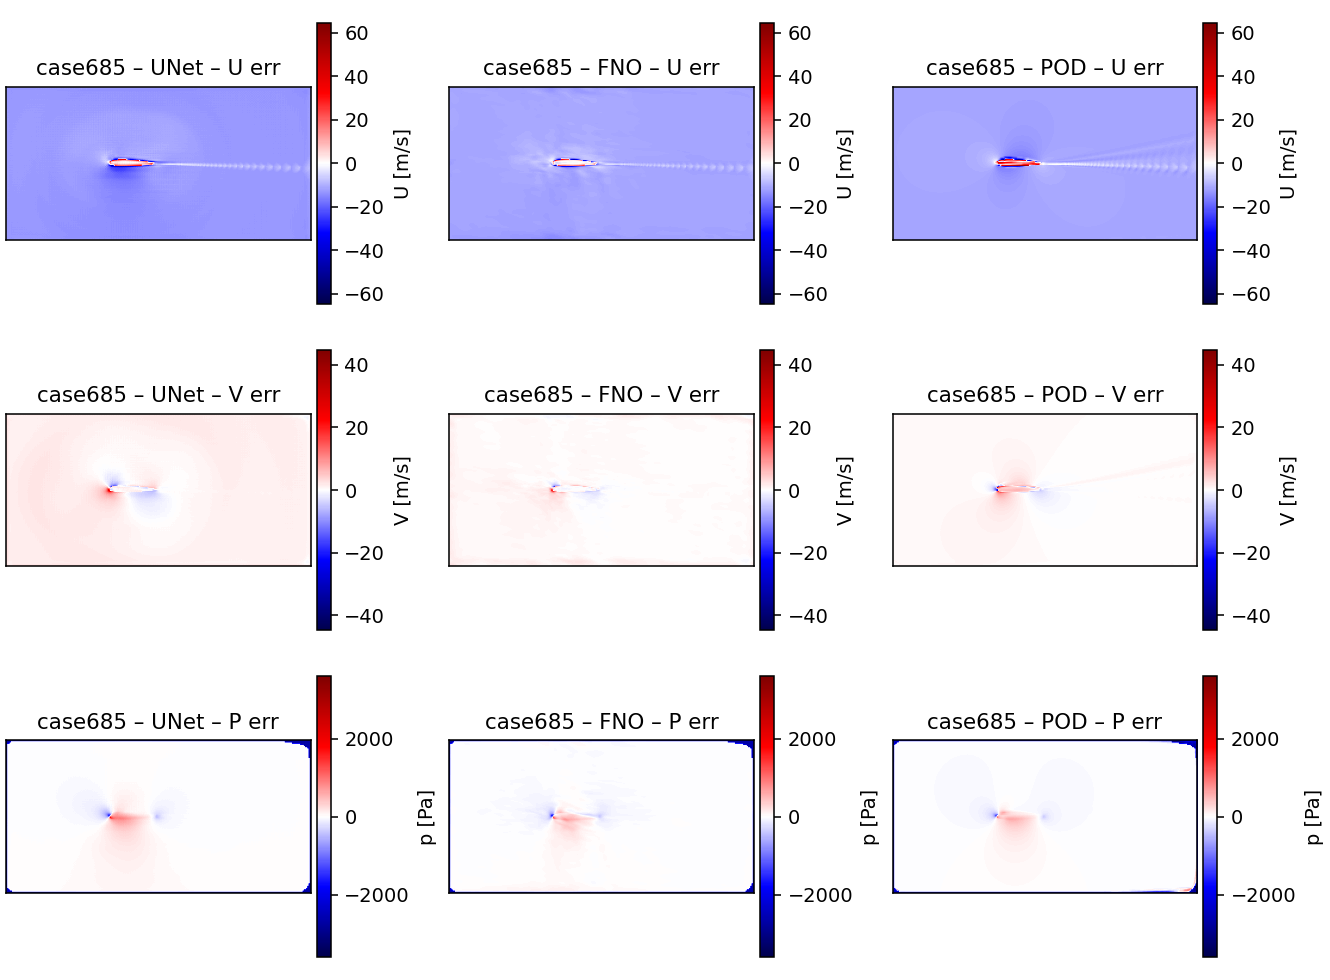 case685 – UNet – U err
60
40
20
0
−20
−40
−60
U [m/s]
case685 – FNO – U err
60
40
20
0
−20
−40
−60
U [m/s]
case685 – POD – U err
60
40
20
0
−20
−40
−60
U [m/s]
case685 – UNet – V err
40
20
0
−20
−40
V [m/s]
case685 – FNO – V err
40
20
0
−20
−40
V [m/s]
case685 – POD – V err
40
20
0
−20
−40
V [m/s]
case685 – UNet – P err
2000
0
−2000
p [Pa]
case685 – FNO – P err
2000
0
−2000
p [Pa]
case685 – POD – P err
2000
0
−2000
p [Pa]